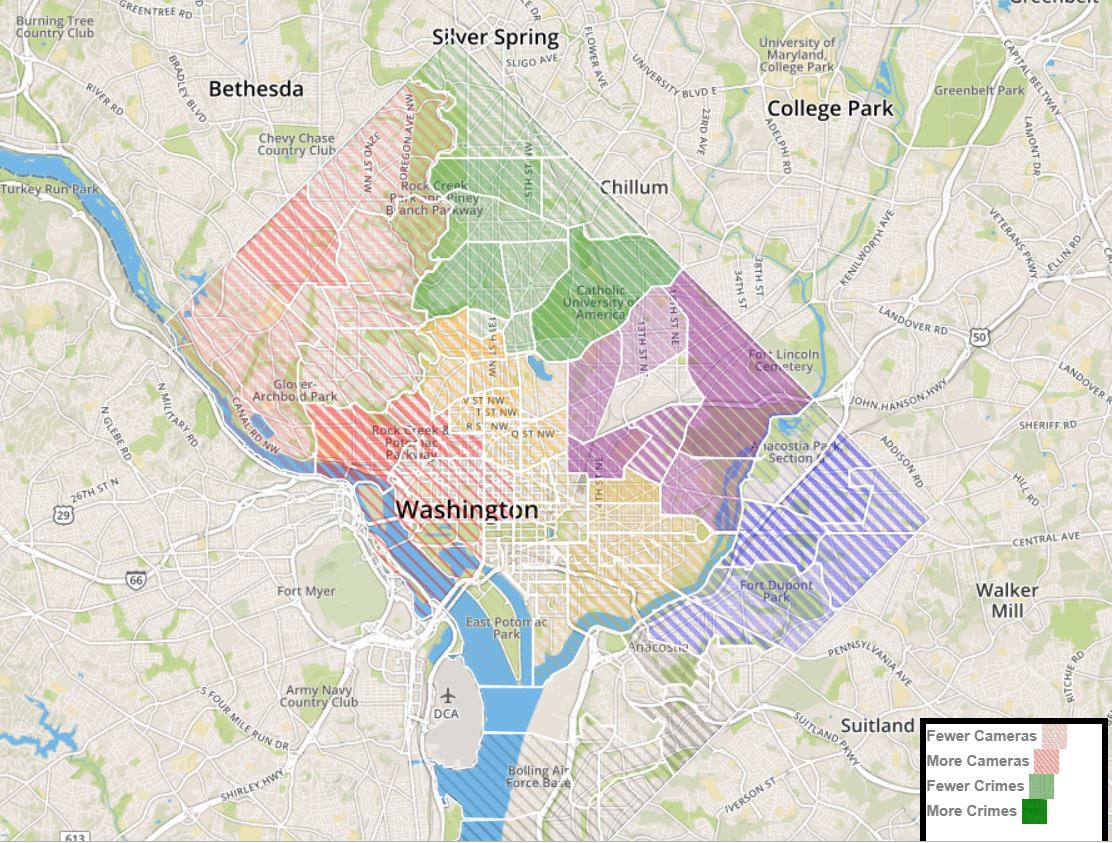 Burning Tree
Country Club
GREENTREE RD
Silver Spring
SLIGO AVE
DLE DR
FLOWER AVE
UNIVERSITY BLVD E
University of
Maryland,
College Park
CAPITAL BELTWAY
Greenbelt
Greenbelt Park
BRADLEY BLVD
RIVER RD
Bethesda
College Park
23RD AVE
ADELPHI RD
LAMONT DR
Chevy Chase
Country Club
32ND ST NW
OREGON AVE NW
5TH ST NW
Turkey Run Park
Rock Creek
Park and Piney
Branch Parkway
Chillum
KENILWORTH AVE
VETERANS PKWY
ELLIN RD
34TH ST
38TH ST
Catholic
University of
America
13TH ST NW
13TH ST N
17TH ST NE
LANDOVER RD
50
LANDOVER
Fort Lincoln
Cemetery
JOHN HANSON HWY
Glover-
Archbold Park
CANAL RD NW
N MILITARY RD
N GLEBE RD
V ST NW
T ST NW
R ST NW
Q ST NW
Rock Creek &
Potomac
Parkway
Anacostia Park
Section G
SHERIFF RD
ADDISON RD
HILL RD
26TH ST N
29
4TH ST NE
Washington
CENTRAL AVE
66
Fort Myer
Fort Dupont
Park
Walker
Mill
East Potomac
Park
Anacostia
PENNSYLVANIA AVE
RITCHIE RD
Army Navy
Country Club
DCA
S FOUR MILE RUN DR
SUITLAND PKWY
Suitland
SHIRLEY HWY
Bolling Air
Force Base
IVERSON ST
613
Fewer Cameras
More Cameras
Fewer Crimes
More Crimes